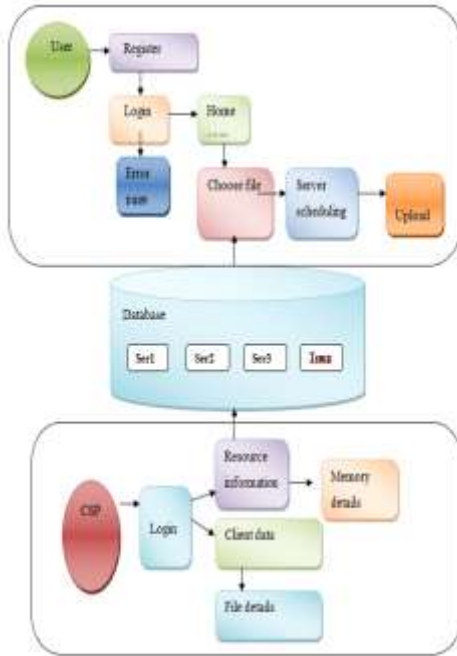 User
Register
Login
Home
Error
page
Choose file
Server
scheduling
Upload
Database
Ser1
Ser2
Ser3
CSP
Login
Resource
information
Memory
details
Client data
File details